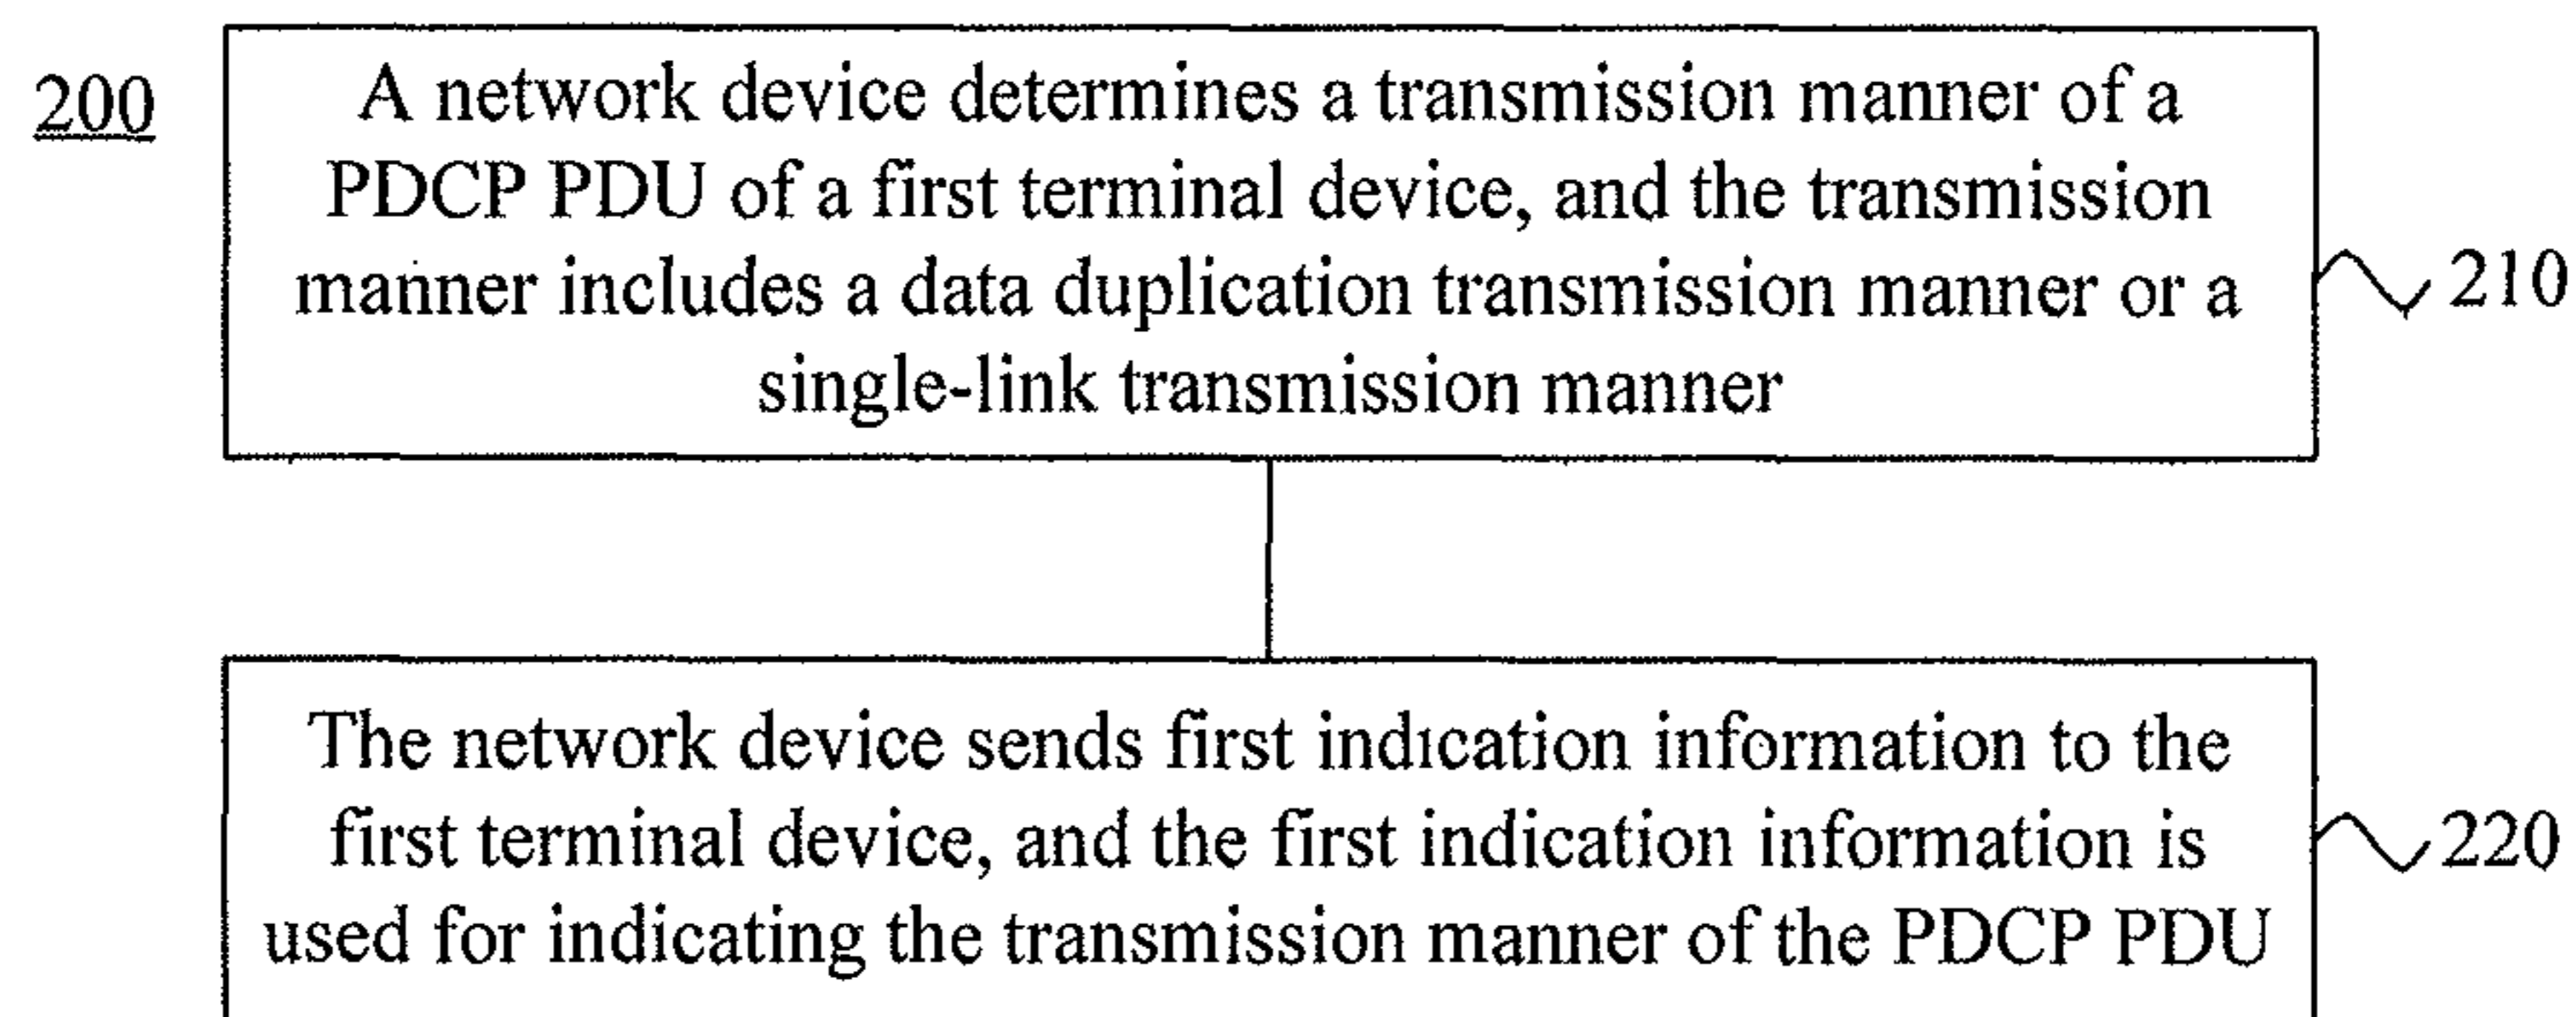 200
A network device determines a transmission manner of a
PDCP PDU of a first terminal device, and the transmission
manner includes a data duplication transmission manner or a
single-link transmission manner
210
The network device sends first indication information to the
first terminal device, and the first indication information is
used for indicating the transmission manner of the PDCP PDU
220